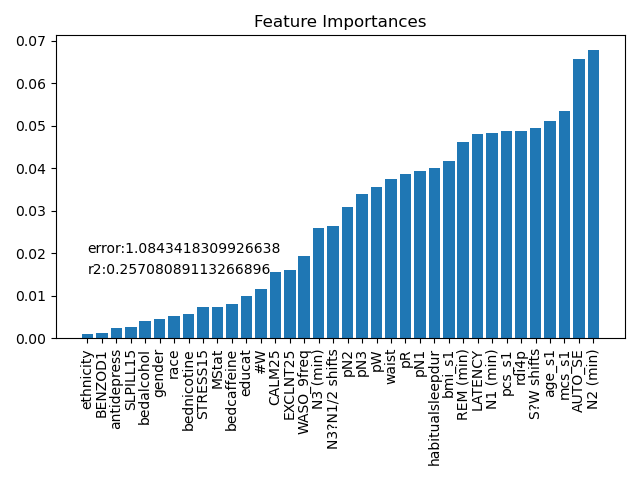 Feature Importances
0.07
0.06
0.05
0.04
0.03
0.02
0.01
0.00
error:1.0843418309926638
r2:0.25708089113266896
ethnicity
BENZOD1
antidepress
SLPILL15
bedalcohol
gender
race
bednicotine
STRESS15
MStat
bedcaffeine
educat
#W
CALM25
EXCLNT25
WASO_9freq
N3 (min)
N3?N1/2 shifts
pN2
pN3
pW
waist
pR
pN1
habitualsleepdur
bmi_s1
REM (min)
LATENCY
N1 (min)
pcs_s1
rdi4p
S?W shifts
age_s1
mcs_s1
AUTO_SE
N2 (min)